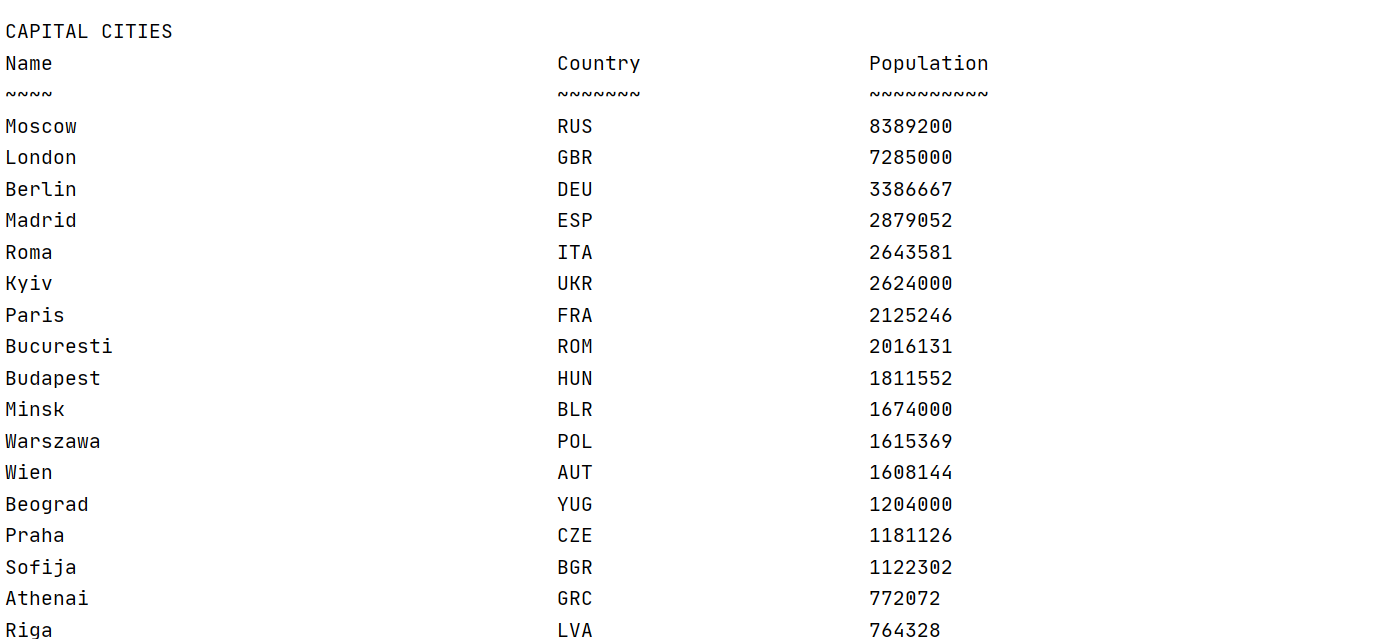 CAPITAL CITIES
Name Country Population
~~~~ ~~~~~~~ ~~~~~~~~~~
Moscow RUS 8389200
London GBR 7285000
Berlin DEU 3386667
Madrid ESP 2879052
Roma ITA 2643581
Kyiv UKR 2624000
Paris FRA 2125246
Bucuresti ROM 2016131
Budapest HUN 1811552
Minsk BLR 1674000
Warszawa POL 1615369
Wien AUT 1608144
Beograd YUG 1204000
Praha CZE 1181126
Sofija BGR 1122302
Athenai GRC 772072
Riga LVA 764328